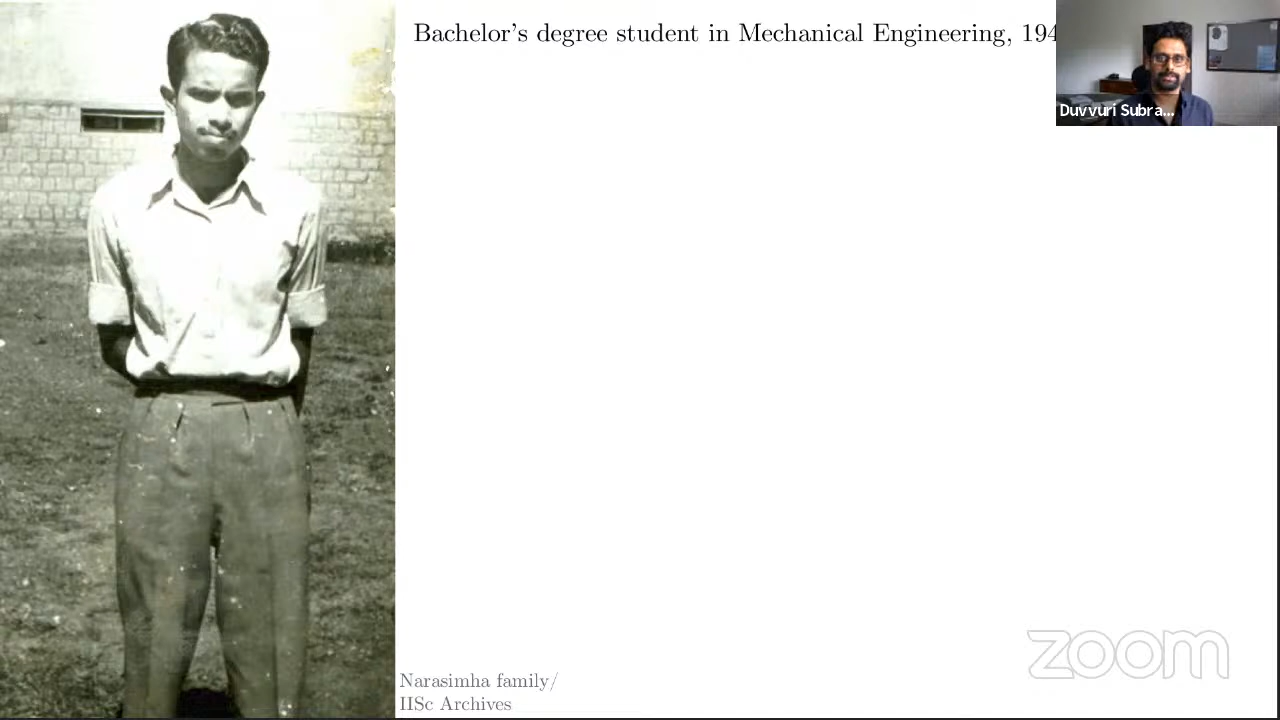 Bachelor's degree student in Mechanical Engineering, 194
Duvvuri Subra...
Narasimha family/
IISc Archives
zoom